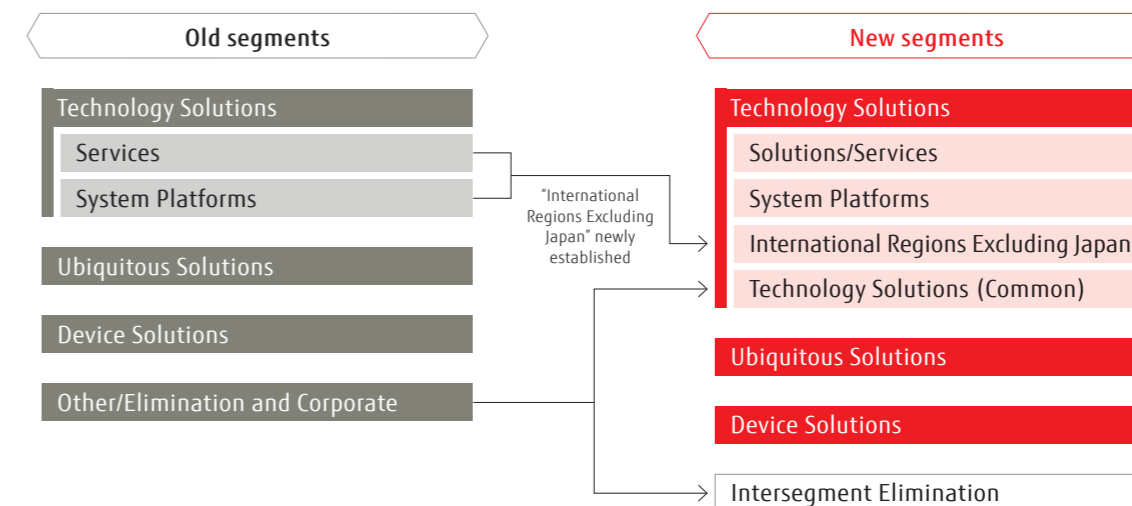 Old segments
Technology Solutions
Services
System Platforms
Ubiquitous Solutions
Device Solutions
Other/Elimination and Corporate
"International
Regions Excluding
Japan" newly
established
New segments
Technology Solutions
Solutions/Services
System Platforms
International Regions Excluding Japan
Technology Solutions (Common)
Ubiquitous Solutions
Device Solutions
Intersegment Elimination